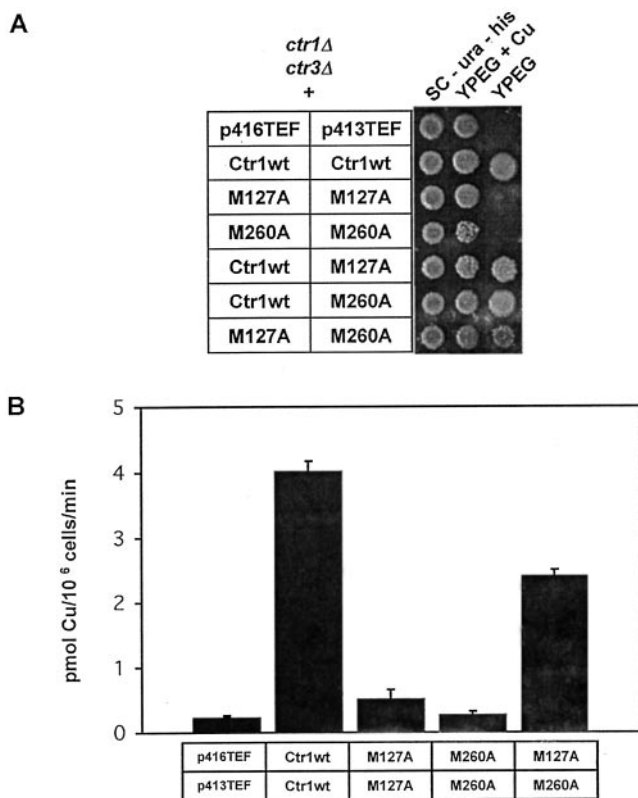 A
ctr1Δ
ctr3Δ
+
SC - ura - his
YPEG + Cu
YPEG
p416TEF p413TEF
Ctr1wt Ctr1wt
M127A M127A
M260A M260A
Ctr1wt M127A
Ctr1wt M260A
M127A M260A
B
pmol Cu/10 6 cells/min
5
4
3
2
1
0
p416TEF Ctr1wt M127A M260A M127A
p413TEF Ctr1wt M127A M260A M260A